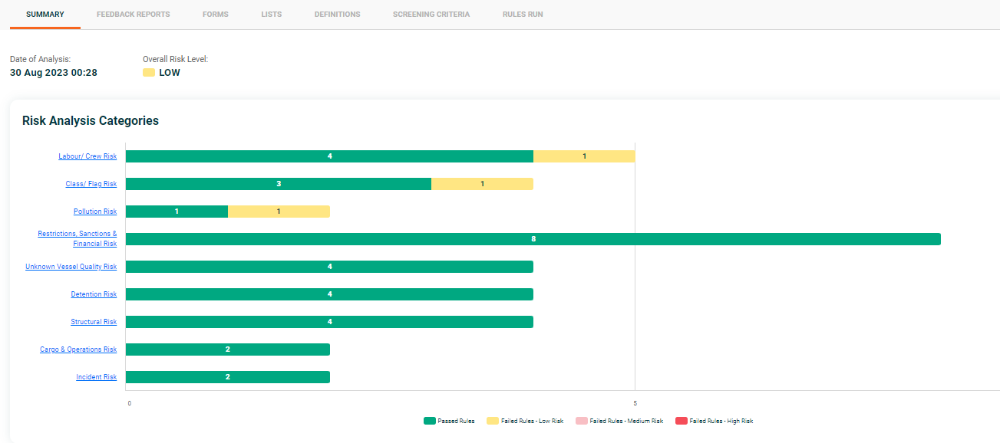 SUMMARY FEEDBACK REPORTS FORMS LISTS DEFINITIONS SCREENING CRITERIA RULES RUN
Date of Analysis: Overall Risk Level:
30 Aug 2023 00:28 LOW
Risk Analysis Categories
Labour/ Crew Risk 4 1
Class/ Flag Risk 3 1
Pollution Risk 1 1
Restrictions, Sanctions &
Financial Risk 8
Unknown Vessel Quality Risk 4
Detention Risk 4
Structural Risk 4
Cargo & Operations Risk 2
Incident Risk 2
0 5
Passed Rules Failed Rules - Low Risk Failed Rules - Medium Risk Failed Rules - High Risk